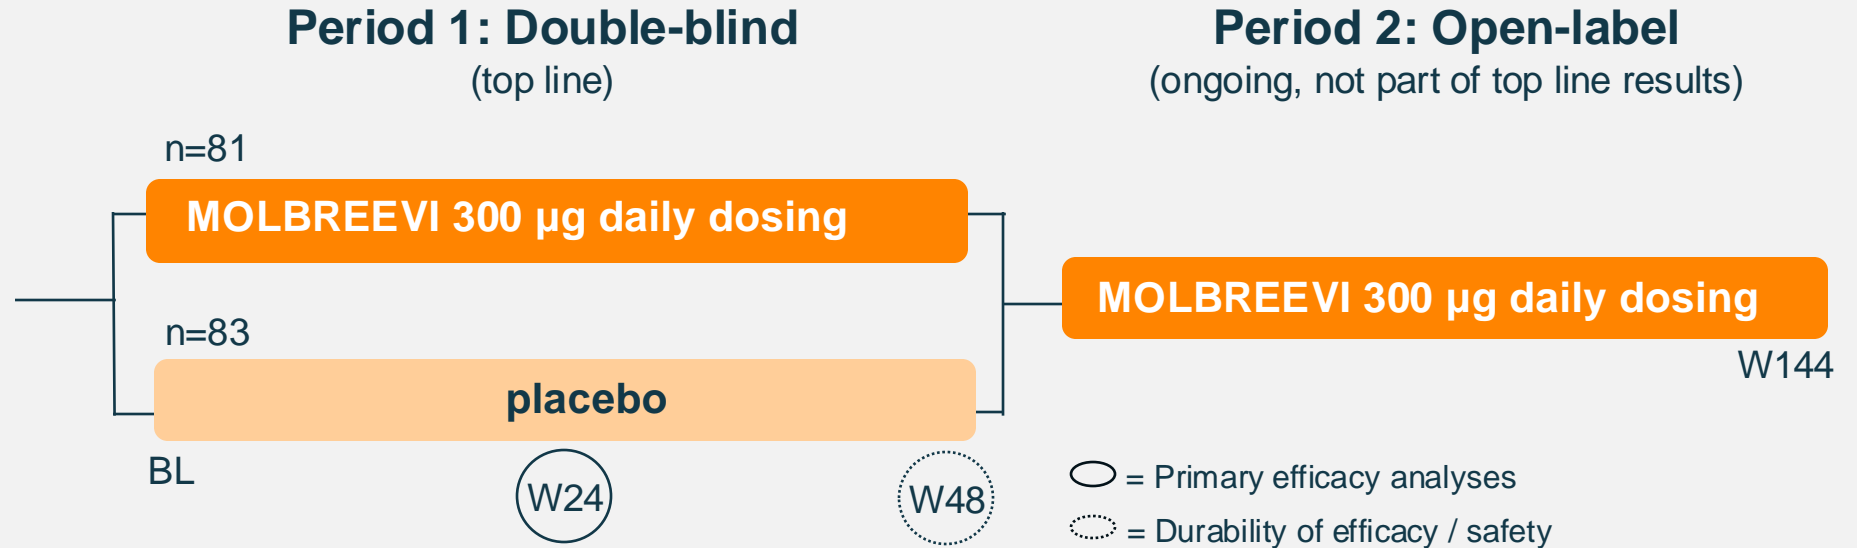 Period 1: Double-blind
(top line)
Period 2: Open-label
(ongoing, not part of top line results)
n=81
MOLBREEVI 300 µg daily dosing
n=83
placebo
BL
W24
W48
MOLBREEVI 300 µg daily dosing
W144
= Primary efficacy analyses
= Durability of efficacy / safety